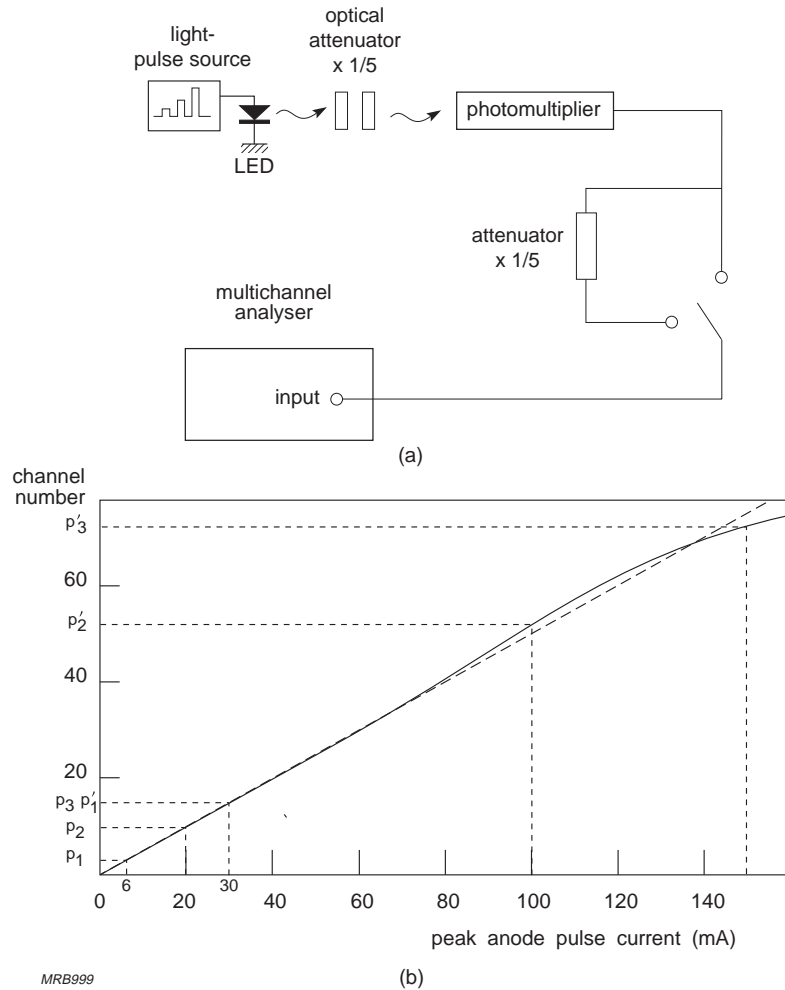 optical
attenuator
x 1/5
light-
pulse source
photomultiplier
LED
attenuator
x 1/5
multichannel
analyser
input
(a)
channel
number
p′3
60
p′2
40
20
p3 p′1
p2
p1
6
30
0
20
40
60
80
100
120
140
peak anode pulse current (mA)
MRB999
(b)